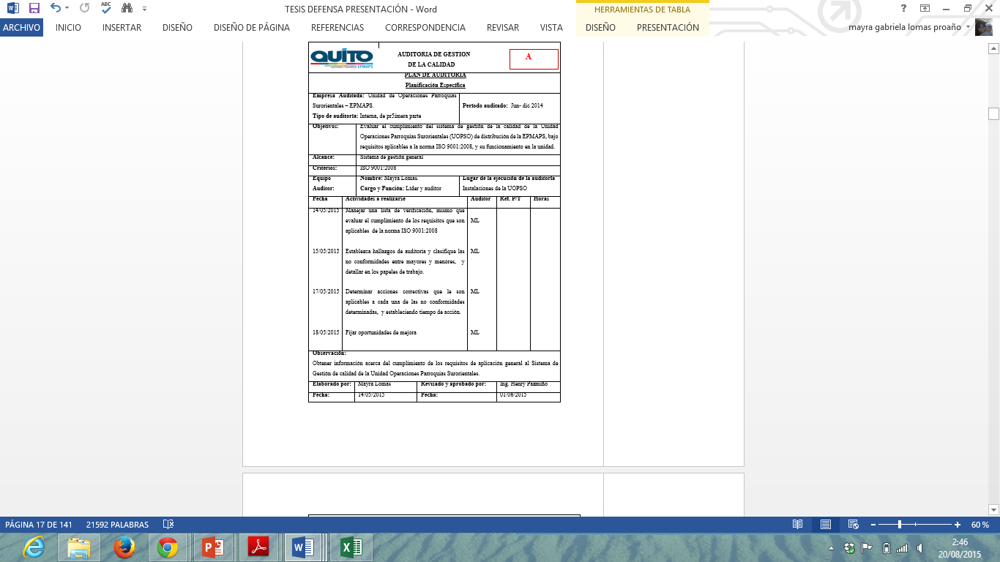 TESIS DEFENSA PRESENTACIÓN - Word
HERRAMIENTAS DE TABLA
ARCHIVO INICIO INSERTAR DISEÑO DISEÑO DE PÁGINA REFERENCIAS CORRESPONDENCIA REVISAR VISTA DISEÑO PRESENTACIÓN
mayra gabriela lomas proaño
QUITO
EPMAPS
AUDITORIA DE GESTION
DE LA CALIDAD
A
PLAN DE AUDITORIA
Planificación Específica
Empresa Auditada: Unidad de Operaciones Parroquias
Surorientales – EPMAPS.
Tipo de auditoría: Interna, de pr5imera parte
Período auditado: Jun- dic 2014
Objetivos:
Evaluar el cumplimiento del sistema de gestión de la calidad de la Unidad
Operaciones Parroquias Surorientales (UOPSO) de distribución de la EPMAPS, bajo
requisitos aplicables a la norma ISO 9001:2008, y su funcionamiento en la unidad.
Alcance: Sistema de gestión general
Criterios: ISO 9001:2008
Equipo
Auditor:
Nombre: Mayra Lomas.
Cargo y Función: Líder y auditor
Lugar de la ejecución de la auditoría
Instalaciones de la UOPSO
Fecha Actividades a realizarse Auditor Ref. P/T Horas
14/05/2015 Manejar una lista de verificación, mismo que
evaluar el cumplimiento de los requisitos que son ML
aplicables de la norma ISO 9001:2008
15/05/2015 Establezca hallazgos de auditoría y clasifique las ML
no conformidades entre mayores y menores, y
detallar en los papeles de trabajo.
17/05/2015 Determinar acciones correctivas que le son ML
aplicables a cada una de las no conformidades
determinadas, y estableciendo tiempo de acción.
18/05/2015 Fijar oportunidades de mejora ML
Observación:
Obtener información acerca del cumplimiento de los requisitos de aplicación general al Sistema de
Gestión de calidad de la Unidad Operaciones Parroquias Surorientales.
Elaborado por: Mayra Lomas Revisado y aprobado por: Ing. Henry Pazmiño
Fecha: 14/05/2015 Fecha: 01/06/2015
PÁGINA 17 DE 141 21592 PALABRAS 60 %
2:46
20/08/2015